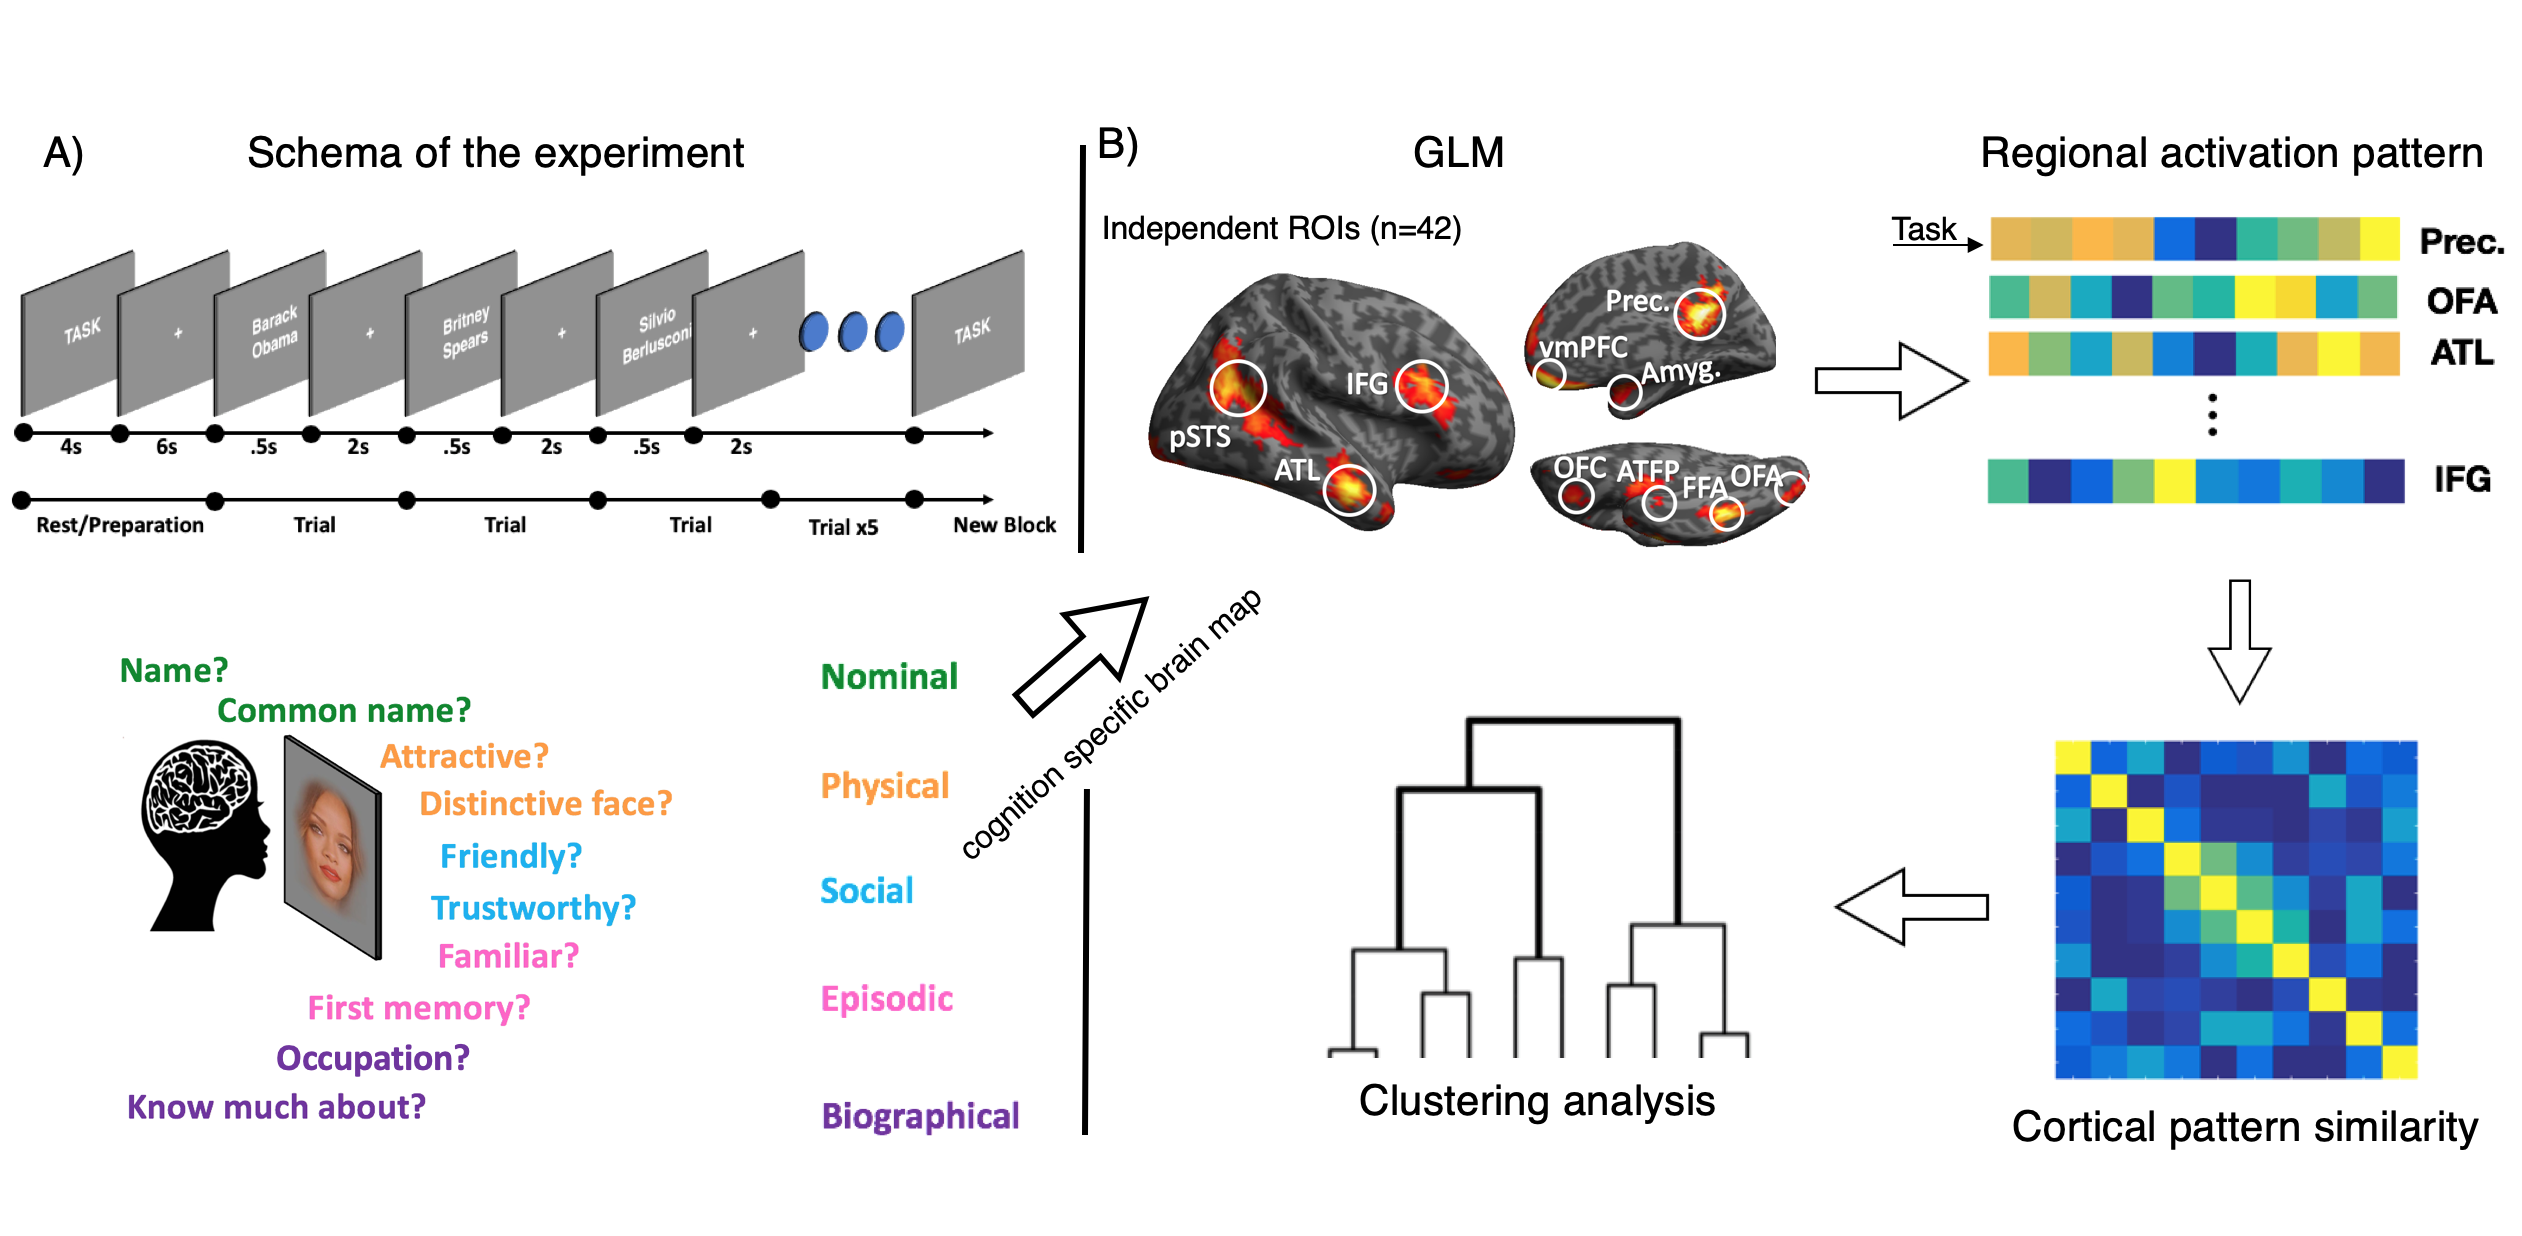 A)
Schema of the experiment
TASK
+
Barack
Obama
+
Britney
Spears
+
Silvio
Berlusconi
+
TASK
4s
6s
.5s
2s
.5s
2s
.5s
2s
Rest/Preparation
Trial
Trial
Trial
Trial x5
New Block
Name?
Common name?
Attractive?
Distinctive face?
Friendly?
Trustworthy?
Familiar?
First memory?
Occupation?
Know much about?
Nominal
Physical
Social
Episodic
Biographical
cognition specific brain map
B)
GLM
Independent ROIs (n=42)
pSTS
IFG
ATL
Prec.
vmPFC
Amyg.
OFC
ATFP
FFA
OFA
Regional activation pattern
Task
Prec.
OFA
ATL
IFG
Cortical pattern similarity
Clustering analysis